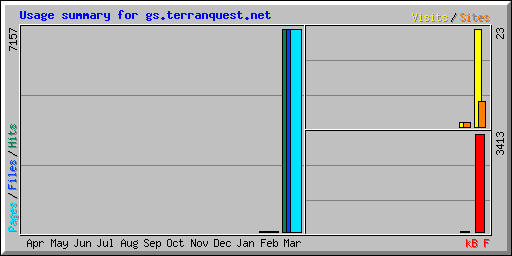 Usage summary for gs.terranquest.net
Visits/Sites
7157
23
3413
Pages/Files/Hits
Apr May Jun Jul Aug Sep Oct Nov Dec Jan Feb Mar
kB F